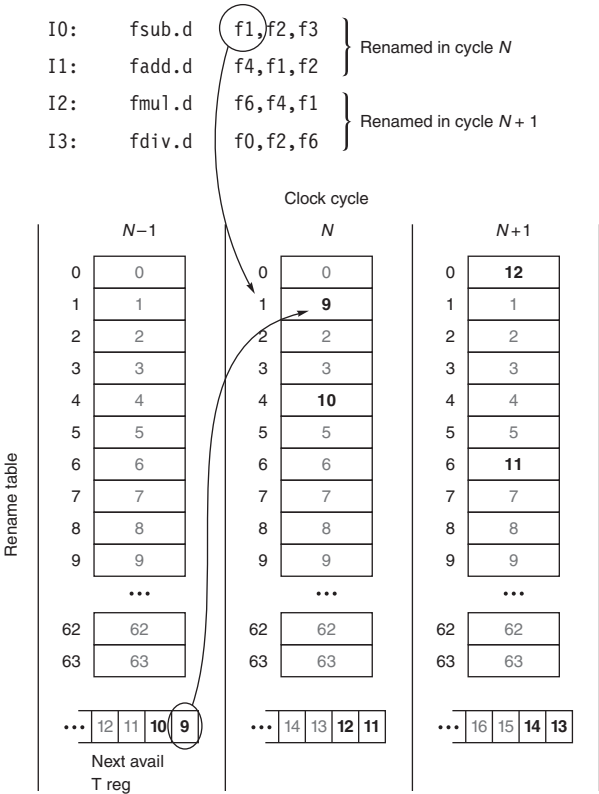 I0: fsub.d f1,f2,f3
I1: fadd.d f4,f1,f2
Renamed in cycle N
I2: fmul.d f6,f4,f1
I3: fdiv.d f0,f2,f6
Renamed in cycle N + 1
Clock cycle
N−1 N N+1
0 0 0 0 0 12
1 1 1 9 1 1
2 2 2 2 2 2
3 3 3 3 3 3
4 4 4 10 4 4
5 5 5 5 5 5
6 6 6 6 6 11
7 7 7 7 7 7
8 8 8 8 8 8
9 9 9 9 9 9
... ... ...
62 62 62 62 62 62
63 63 63 63 63 63
Rename table
... 12 11 10 9 ... 14 13 12 11 ... 16 15 14 13
Next avail
T reg